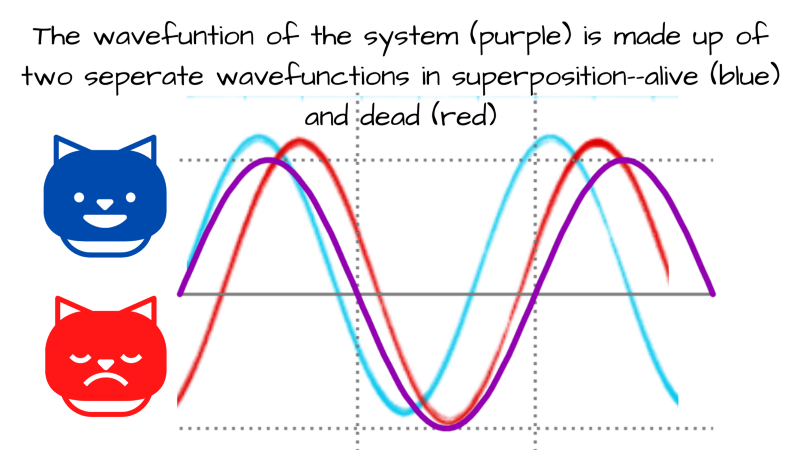 The wavefuntion of the system (purple) is made up of
two seperate wavefunctions in superposition--alive (blue)
and dead (red)